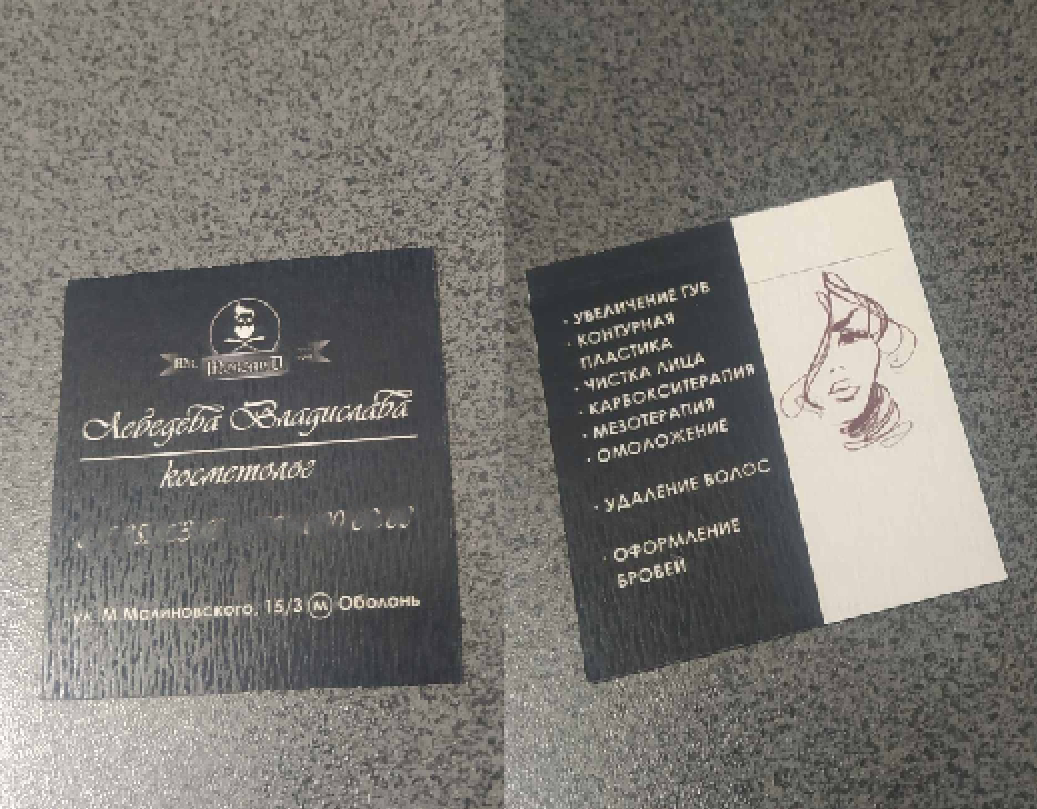 Лебедева Владислава
косметолог
ул. М Малиновского, 15/3 М Оболонь
· УВЕЛИЧЕНИЕ ГУБ
· КОНТУРНАЯ
ПЛАСТИКА
· ЧИСТКА ЛИЦА
· КАРБОКСИТЕРАПИЯ
· МЕЗОТЕРАПИЯ
· ОМОЛОЖЕНИЕ
· УДАЛЕНИЕ ВОЛОС
· ОФОРМЛЕНИЕ
БРОВЕЙ